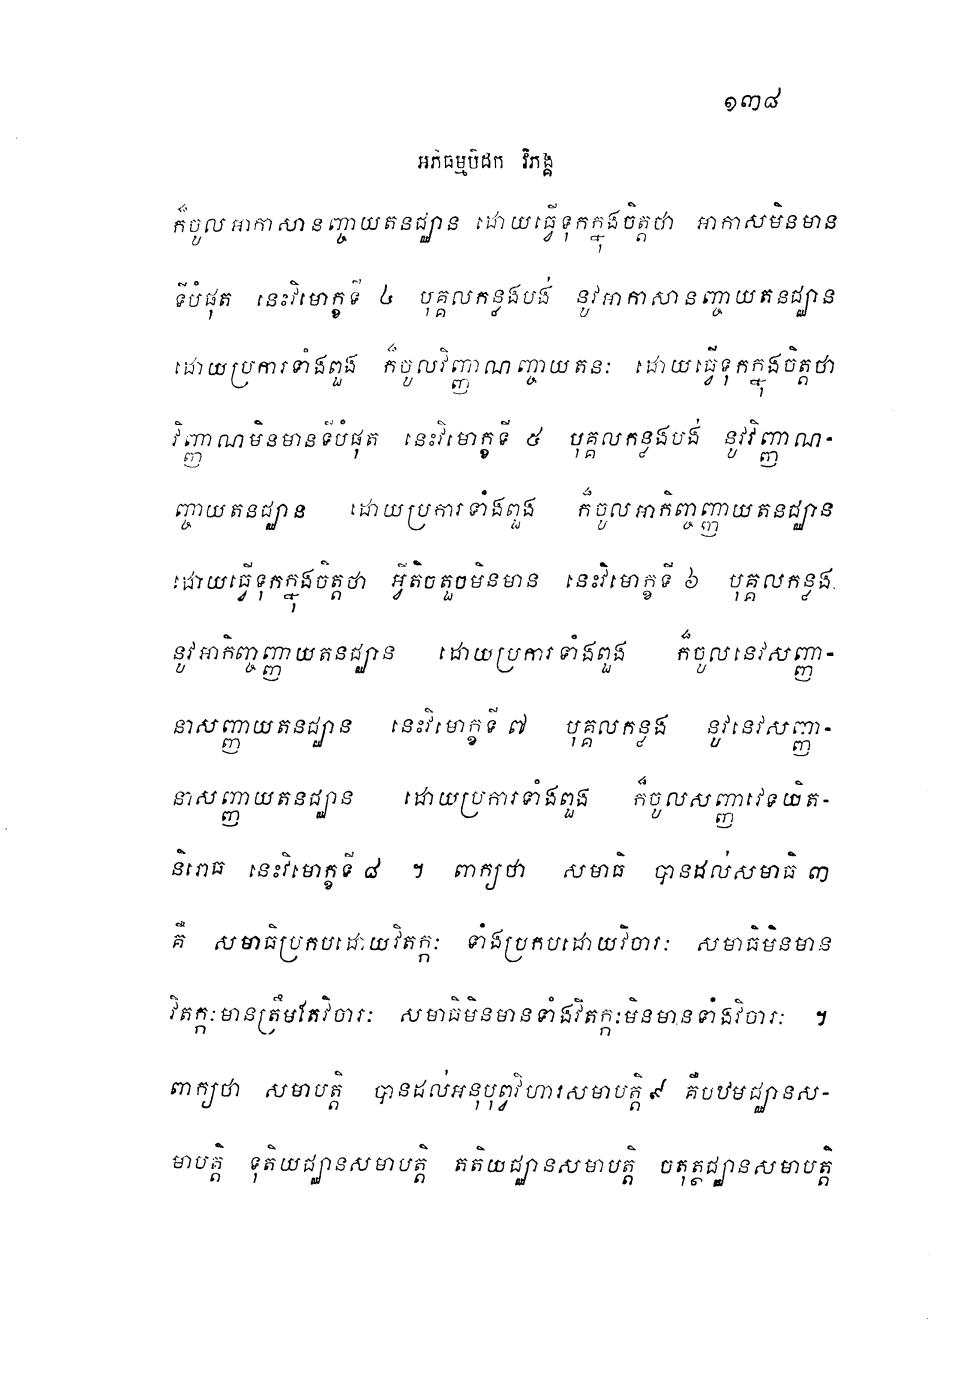 ១៣៨
អភិធម្មបិដក វិភង្គ
ក៏ចូលអាកាសានញ្ចាយតនជ្ឈាន ដោយធ្វើទុកក្នុងចិត្តថា អាកាសមិនមាន
ទីបំផុត នេះវិមោក្ខទី ៤ បុគ្គលកន្លងបង់ នូវអាកាសានញ្ចាយតនជ្ឈាន
ដោយប្រការទាំងពួង ក៏ចូលវិញ្ញាណញ្ចាយតនៈ ដោយធ្វើទុកក្នុងចិត្តថា
វិញ្ញាណមិនមានទីបំផុត នេះវិមោក្ខទី ៥ បុគ្គលកន្លងបង់ នូវវិញ្ញាណ-
ញ្ចាយតនជ្ឈាន ដោយប្រការទាំងពួង ក៏ចូលអាកិញ្ចញ្ញាយតនជ្ឈាន
ដោយធ្វើទុកក្នុងចិត្តថា អ្វីតិចតួចមិនមាន នេះវិមោក្ខទី ៦ បុគ្គលកន្លង
នូវអាកិញ្ចញ្ញាយតនជ្ឈាន ដោយប្រការទាំងពួង ក៏ចូលនេវសញ្ញា-
នាសញ្ញាយតនជ្ឈាន នេះវិមោក្ខទី ៧ បុគ្គលកន្លង នូវនេវសញ្ញា-
នាសញ្ញាយតនជ្ឈាន ដោយប្រការទាំងពួង ក៏ចូលសញ្ញាវេទយិត-
និរោធ នេះវិមោក្ខទី ៨ ។ ពាក្យថា សមាធិ បានដល់សមាធិ ៣
គឺ សមាធិប្រកបដោយវិតក្កៈ ទាំងប្រកបដោយវិចារៈ សមាធិមិនមាន
វិតក្កៈមានត្រឹមតែវិចារៈ សមាធិមិនមានទាំងវិតក្កៈមិនមានទាំងវិចារៈ ។
ពាក្យថា សមាបត្តិ បានដល់អនុបុព្វវិហារសមាបត្តិ ៩ គឺបឋមជ្ឈានស-
មាបត្តិ ទុតិយជ្ឈានសមាបត្តិ តតិយជ្ឈានសមាបត្តិ ចតុត្ថជ្ឈានសមាបត្តិ